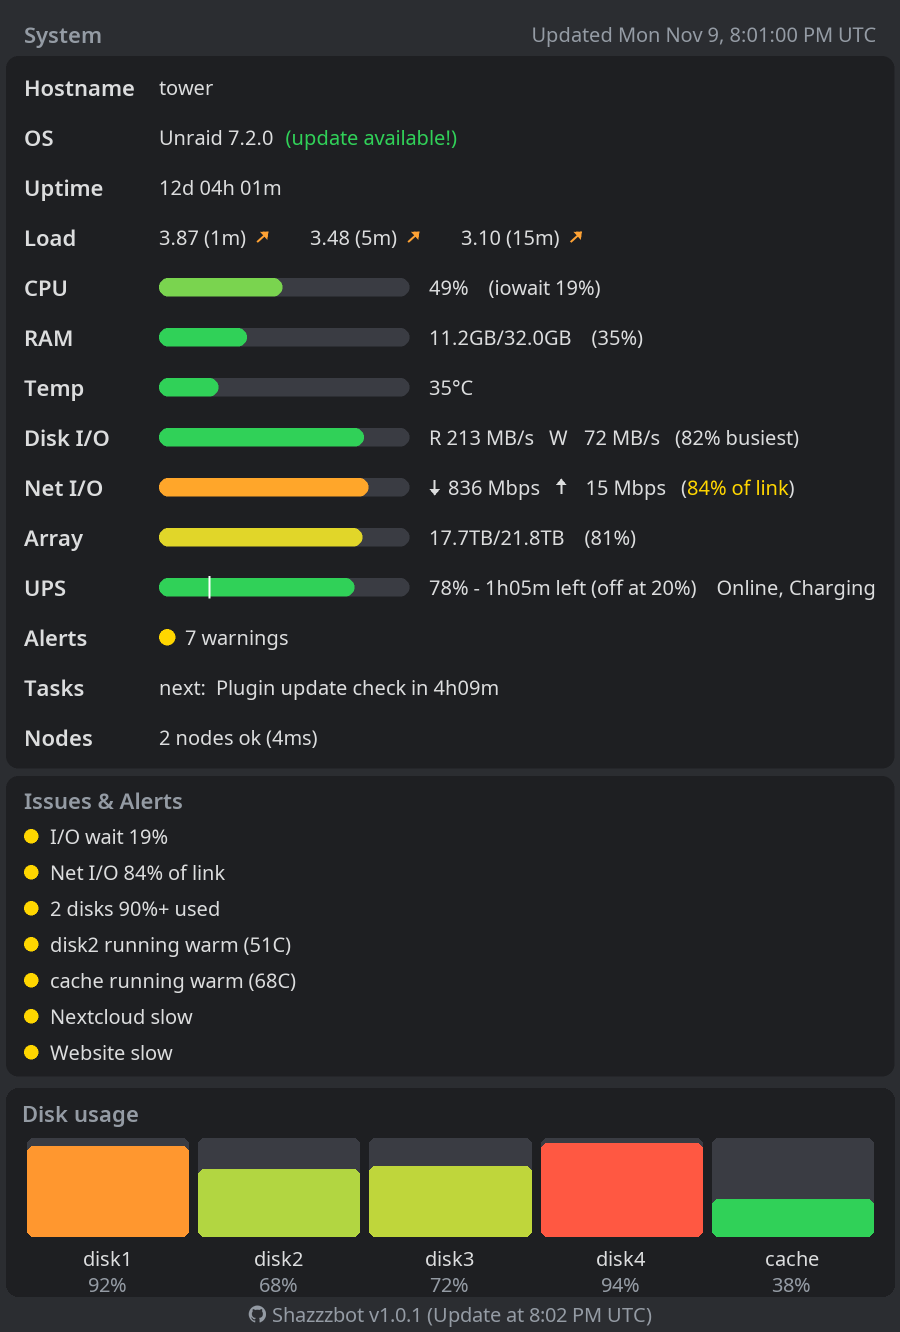 System Updated Mon Nov 9, 8:01:00 PM UTC
Hostname tower
OS Unraid 7.2.0 (update available!)
Uptime 12d 04h 01m
Load 3.87 (1m) ↗ 3.48 (5m) ↗ 3.10 (15m) ↗
CPU 49% (iowait 19%)
RAM 11.2GB/32.0GB (35%)
Temp 35°C
Disk I/O R 213 MB/s W 72 MB/s (82% busiest)
Net I/O ↓ 836 Mbps ↑ 15 Mbps (84% of link)
Array 17.7TB/21.8TB (81%)
UPS 78% - 1h05m left (off at 20%) Online, Charging
Alerts 7 warnings
Tasks next: Plugin update check in 4h09m
Nodes 2 nodes ok (4ms)
Issues & Alerts
I/O wait 19%
Net I/O 84% of link
2 disks 90%+ used
disk2 running warm (51C)
cache running warm (68C)
Nextcloud slow
Website slow
Disk usage
disk1 disk2 disk3 disk4 cache
92% 68% 72% 94% 38%
Shazzzbot v1.0.1 (Update at 8:02 PM UTC)